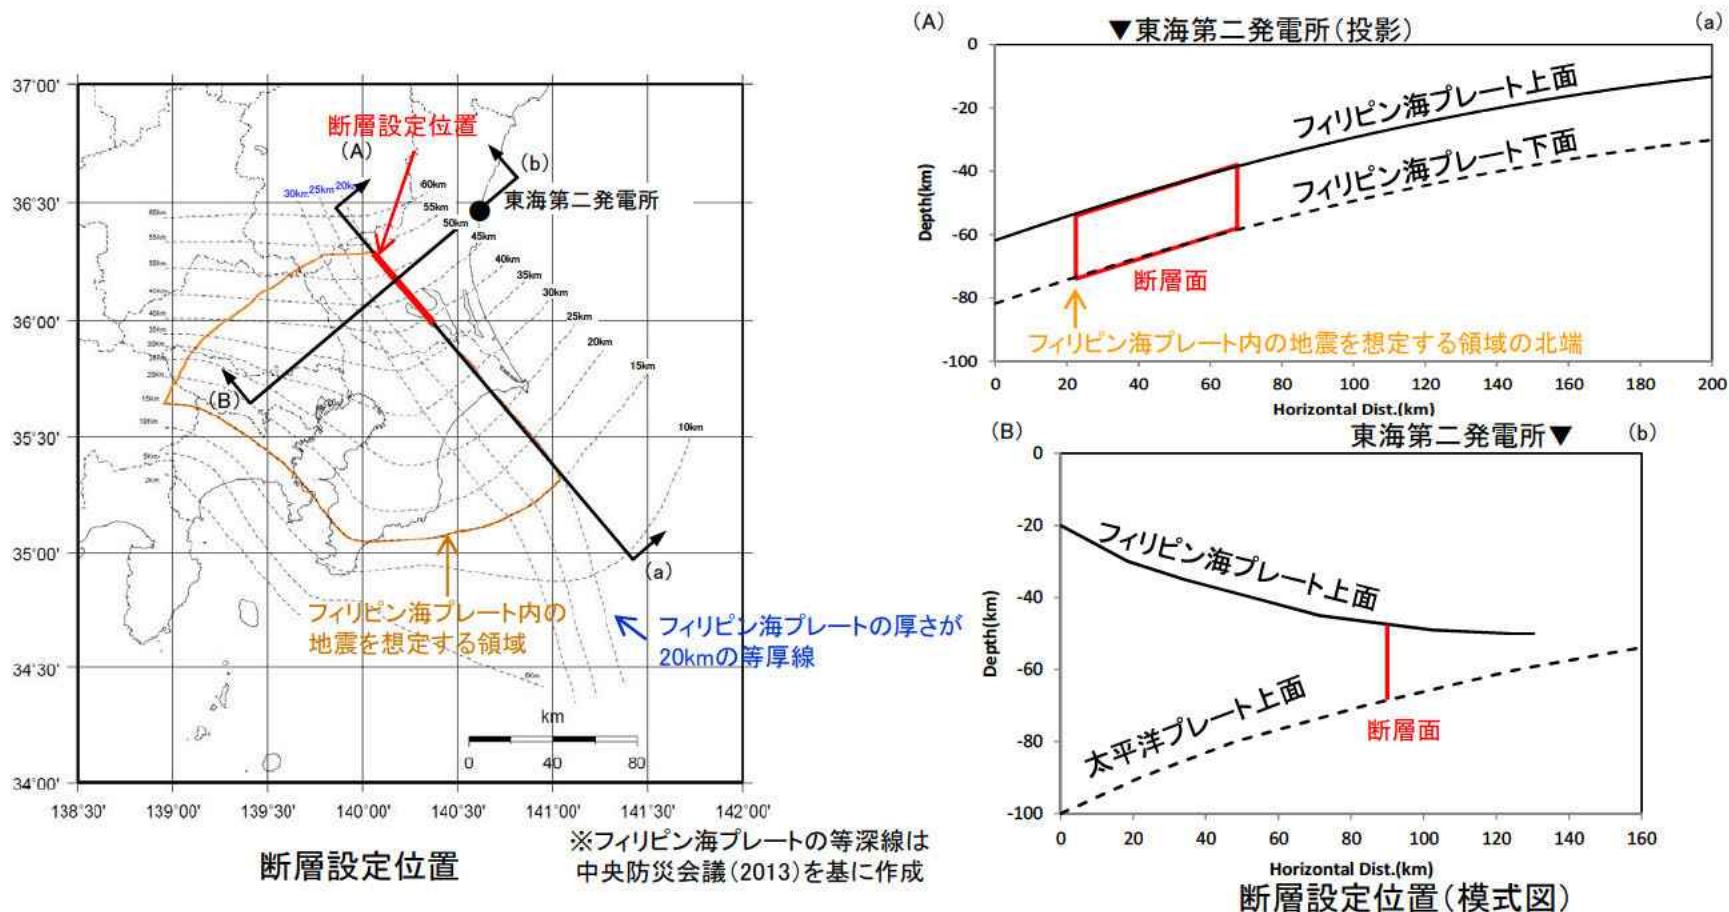 37°00'
36°30'
36°00'
35°30'
35°00'
34°30'
34°00'
138°30'
139°00'
139°30'
140°00'
140°30'
141°00'
141°30'
142°00'
断層設定位置
(A)
(b)
30km
25km
20k
60km
55km
東海第二発電所
50km
45km
40km
35km
30km
25km
20km
15km
10km
(B)
(a)
フィリピン海プレート内の
地震を想定する領域
フィリピン海プレートの厚さが
20kmの等厚線
km
0
40
80
断層設定位置
※フィリピン海プレートの等深線は
中央防災会議(2013)を基に作成
(A)
▼東海第二発電所(投影)
(a)
0
-20
-40
-60
-80
-100
Depth(km)
フィリピン海プレート上面
フィリピン海プレート下面
断層面
フィリピン海プレート内の地震を想定する領域の北端
0
20
40
60
80
100
120
140
160
180
200
Horizontal Dist.(km)
(B)
東海第二発電所▼
(b)
0
-20
-40
-60
-80
-100
Depth(km)
フィリピン海プレート上面
太平洋プレート上面
断層面
0
20
40
60
80
100
120
140
160
Horizontal Dist.(km)
断層設定位置(模式図)